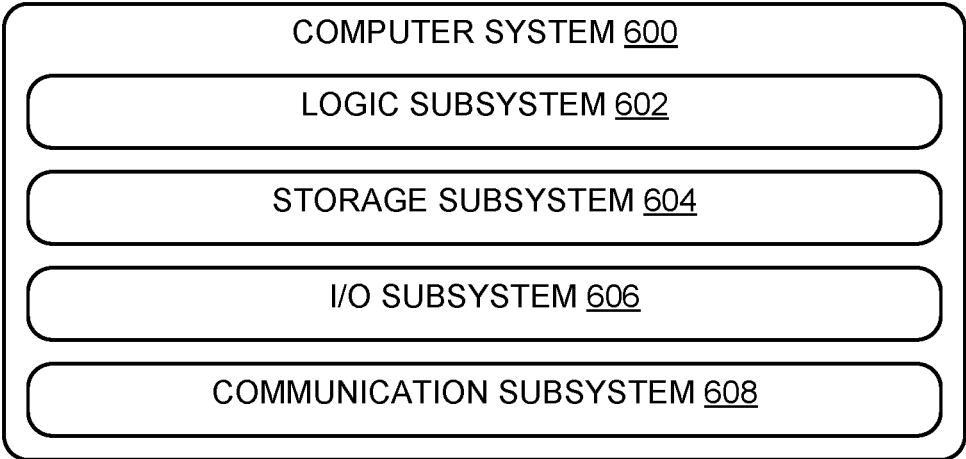 COMPUTER SYSTEM 600
LOGIC SUBSYSTEM 602
STORAGE SUBSYSTEM 604
I/O SUBSYSTEM 606
COMMUNICATION SUBSYSTEM 608